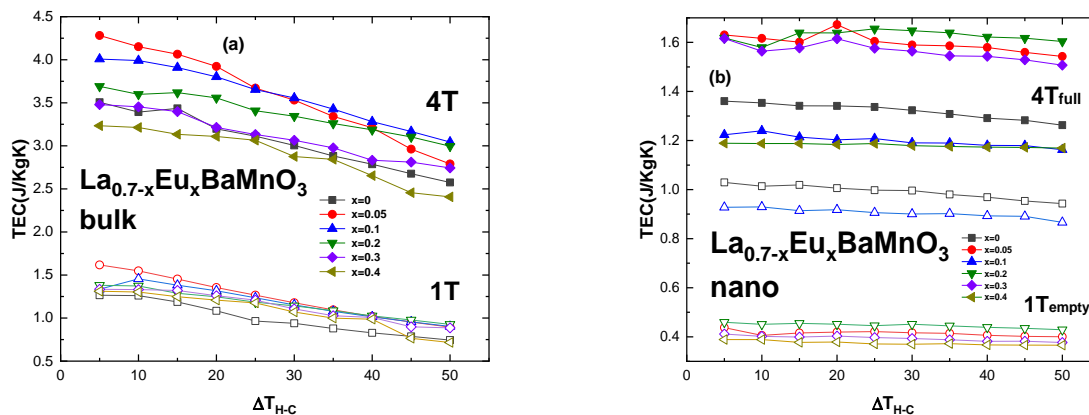 (a)
4T
La0.7-xEuxBaMnO3
bulk
x=0
x=0.05
x=0.1
x=0.2
x=0.3
x=0.4
1T
TEC(J/KgK)
4.5
4.0
3.5
3.0
2.5
2.0
1.5
1.0
0.5
0 10 20 30 40 50
ΔTH-C
(b)
4Tfull
La0.7-xEuxBaMnO3
nano
x=0
x=0.05
x=0.1
x=0.2
x=0.3
x=0.4
1Tempty
TEC(J/KgK)
1.6
1.4
1.2
1.0
0.8
0.6
0.4
0 10 20 30 40 50
ΔTH-C